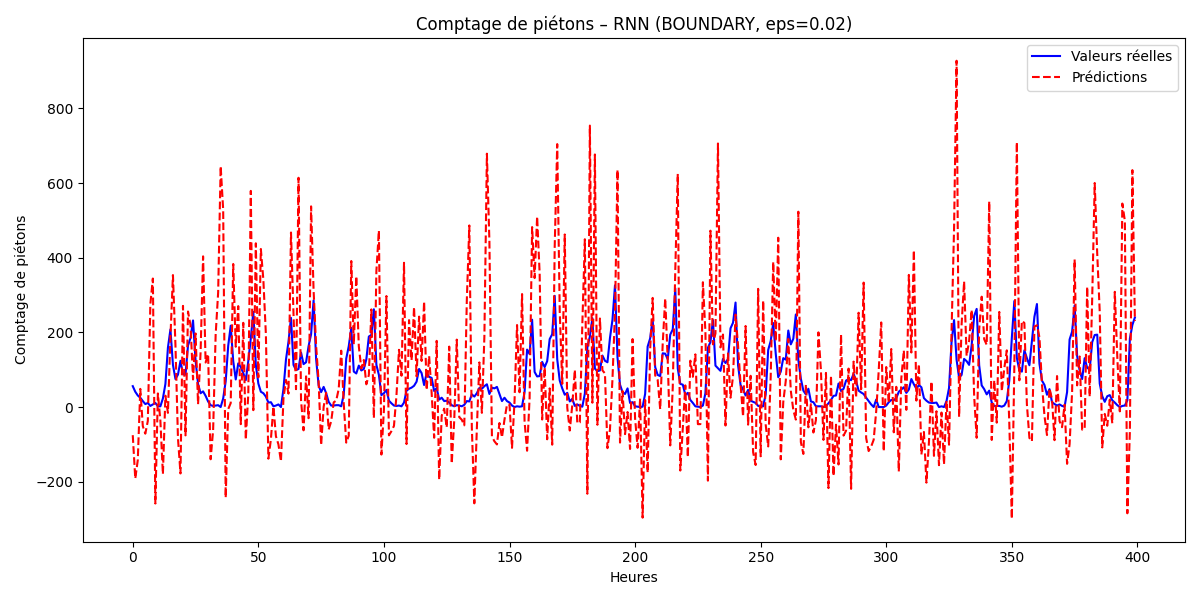 Comptage de piétons – RNN (BOUNDARY, eps=0.02)
Valeurs réelles
Prédictions
Comptage de piétons
800
600
400
200
0
−200
0 50 100 150 200 250 300 350 400
Heures